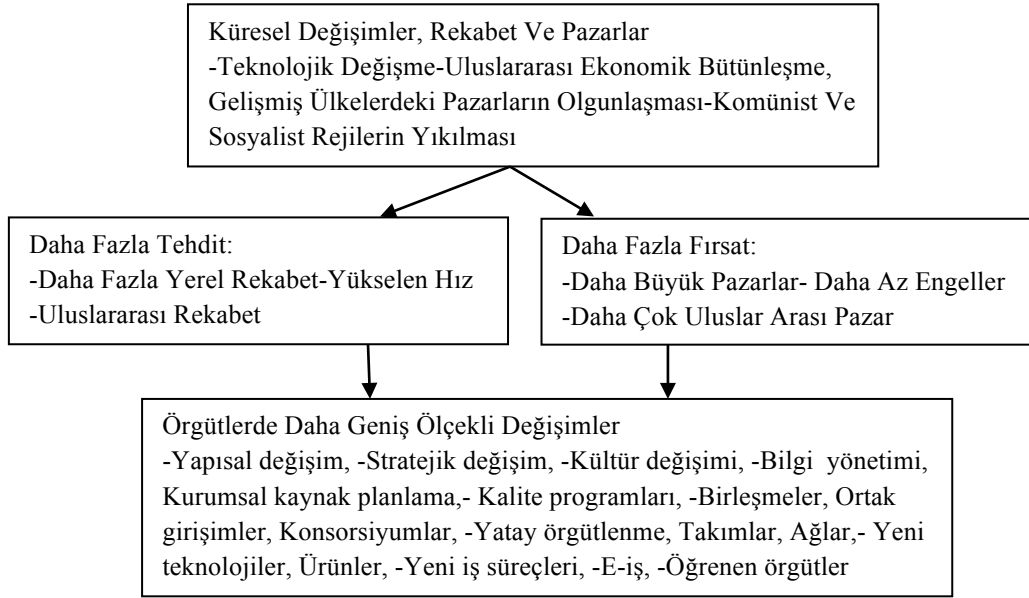 Küresel Değişimler, Rekabet Ve Pazarlar
-Teknolojik Değişme-Uluslararası Ekonomik Bütünleşme,
Gelişmiş Ülkelerdeki Pazarların Olgunlaşması-Komünist Ve
Sosyalist Rejilerin Yıkılması
Daha Fazla Tehdit:
-Daha Fazla Yerel Rekabet-Yükselen Hız
-Uluslararası Rekabet
Daha Fazla Fırsat:
-Daha Büyük Pazarlar- Daha Az Engeller
-Daha Çok Uluslar Arası Pazar
Örgütlerde Daha Geniş Ölçekli Değişimler
-Yapısal değişim, -Stratejik değişim, -Kültür değişimi, -Bilgi  yönetimi,
Kurumsal kaynak planlama,- Kalite programları, -Birleşmeler, Ortak
girişimler, Konsorsiyumlar, -Yatay örgütlenme, Takımlar, Ağlar,- Yeni
teknolojiler, Ürünler, -Yeni iş süreçleri, -E-iş, -Öğrenen örgütler